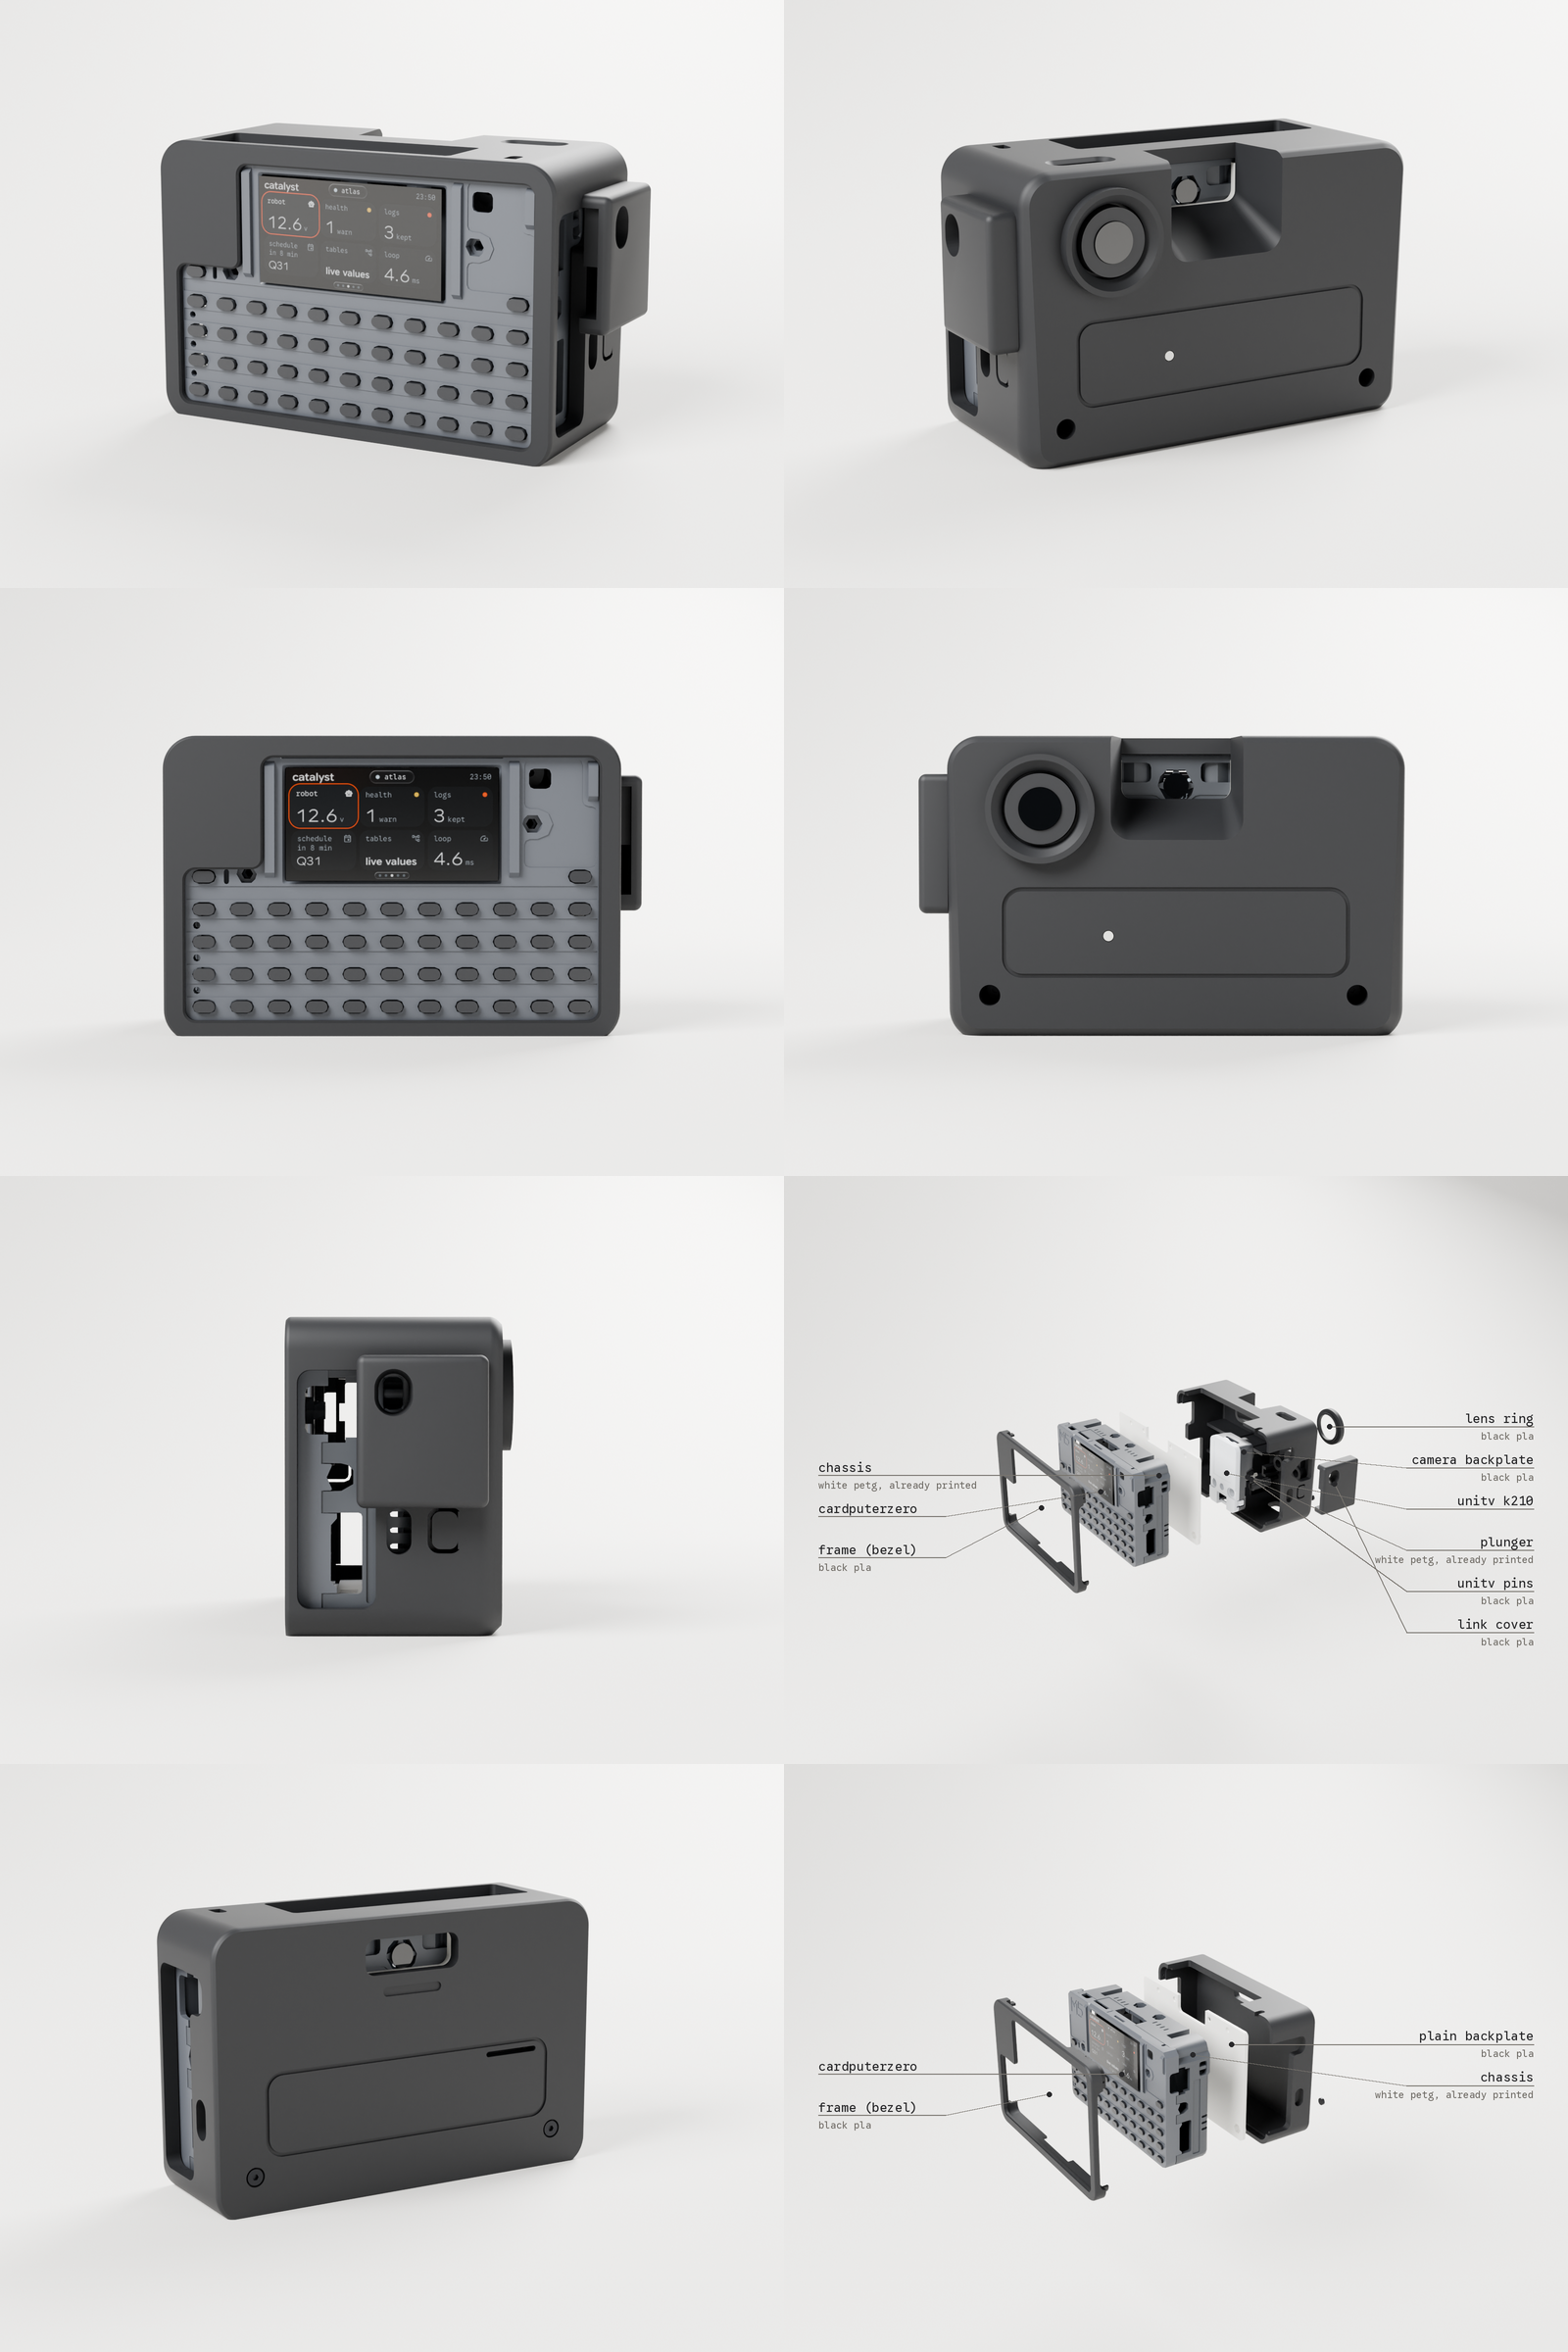 catalyst
atlas
23:50
robot
health
logs
12.6 v
1 warn
3 kept
schedule
in 8 min
Q31
tables
live values
loop
4.6 ms
catalyst
atlas
23:50
robot
health
logs
12.6 v
1 warn
3 kept
schedule
in 8 min
Q31
tables
live values
loop
4.6 ms
chassis
white petg, already printed
cardputerzero
frame (bezel)
black pla
lens ring
black pla
camera backplate
black pla
unitv k210
plunger
white petg, already printed
unitv pins
black pla
link cover
black pla
cardputerzero
frame (bezel)
black pla
plain backplate
black pla
chassis
white petg, already printed